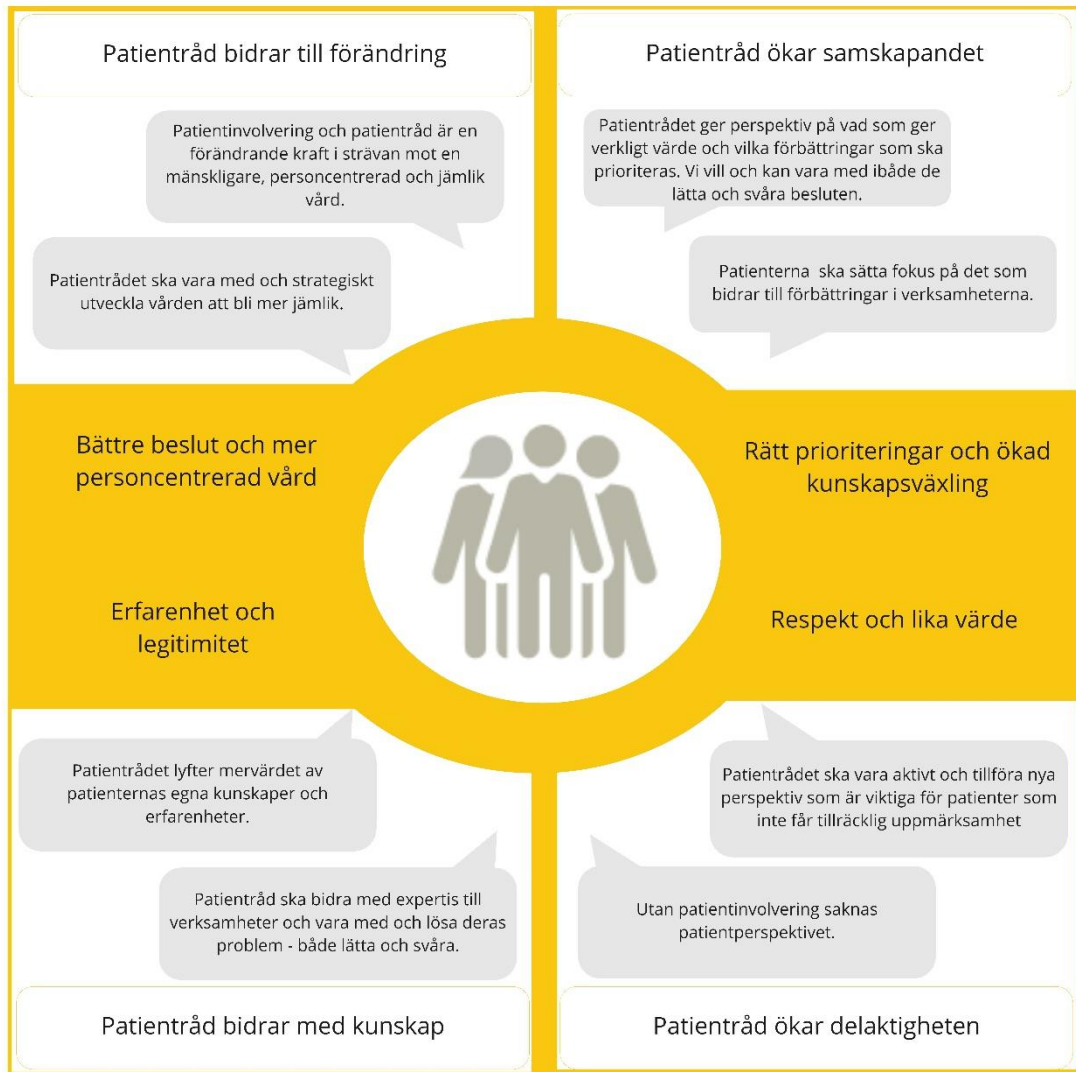 Patientråd bidrar till förändring
Patientinvolvering och patientråd är en
förändrande kraft i strävan mot en
mänskligare, personcentrerad och jämlik
vård.
Patientrådet ska vara med och strategiskt
utveckla vården att bli mer jämlik.
Patientråd ökar samskapandet
Patientrådet ger perspektiv på vad som ger
verkligt värde och vilka förbättringar som ska
prioriteras. Vi vill och kan vara med ibåde de
lätta och svåra besluten.
Patienterna  ska sätta fokus på det som
bidrar till förbättringar i verksamheterna.
Bättre beslut och mer
personcentrerad vård
Rätt prioriteringar och ökad
kunskapsväxling
Erfarenhet och
legitimitet
Respekt och lika värde
Patientrådet lyfter mervärdet av
patienternas egna kunskaper och
erfarenheter.
Patientråd ska bidra med expertis till
verksamheter och vara med och lösa deras
problem - både lätta och svåra.
Patientråd bidrar med kunskap
Patientrådet ska vara aktivt och tillföra nya
perspektiv som är viktiga för patienter som
inte får tillräcklig uppmärksamhet
Utan patientinvolvering saknas
patientperspektivet.
Patientråd ökar delaktigheten